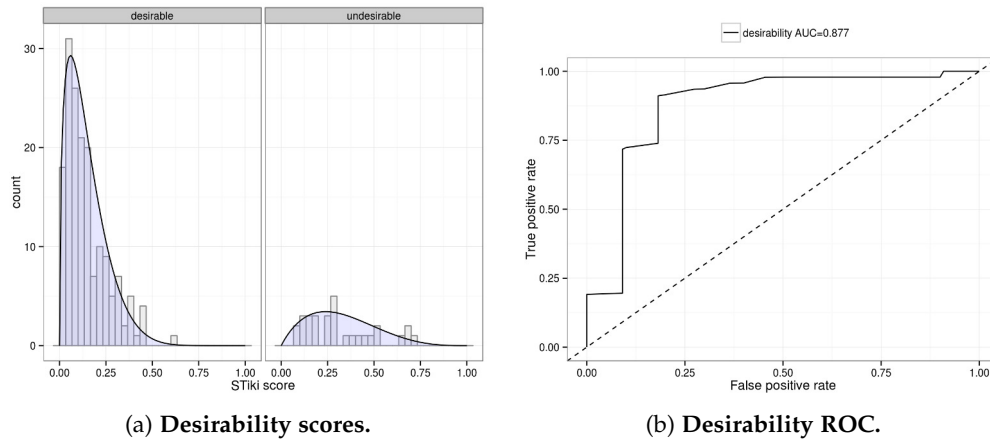 desirable
undesirable
30
20
10
0
count
0.00 0.25 0.50 0.75 1.00 0.00 0.25 0.50 0.75 1.00
STiki score
(a) Desirability scores.
desirability AUC=0.877
1.00
0.75
0.50
0.25
0.00
True positive rate
0.00 0.25 0.50 0.75 1.00
False positive rate
(b) Desirability ROC.